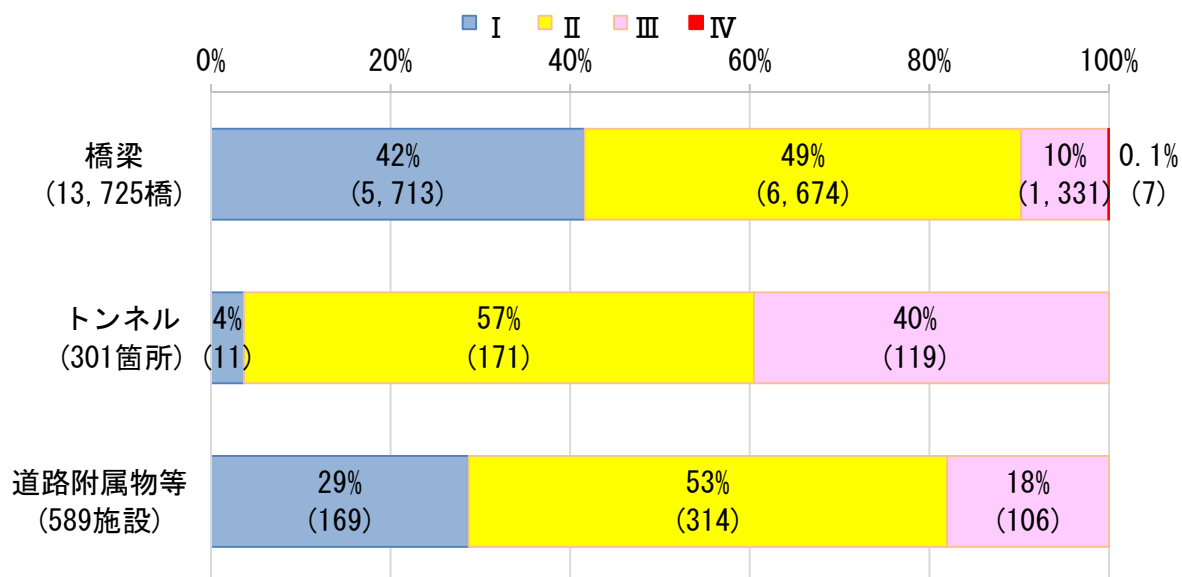 Ⅰ Ⅱ Ⅲ Ⅳ
0% 20% 40% 60% 80% 100%
橋梁
(13,725橋)
42%
(5,713)
49%
(6,674)
10%
(1,331)
0.1%
(7)
トンネル
(301箇所)
4%
(11)
57%
(171)
40%
(119)
道路附属物等
(589施設)
29%
(169)
53%
(314)
18%
(106)